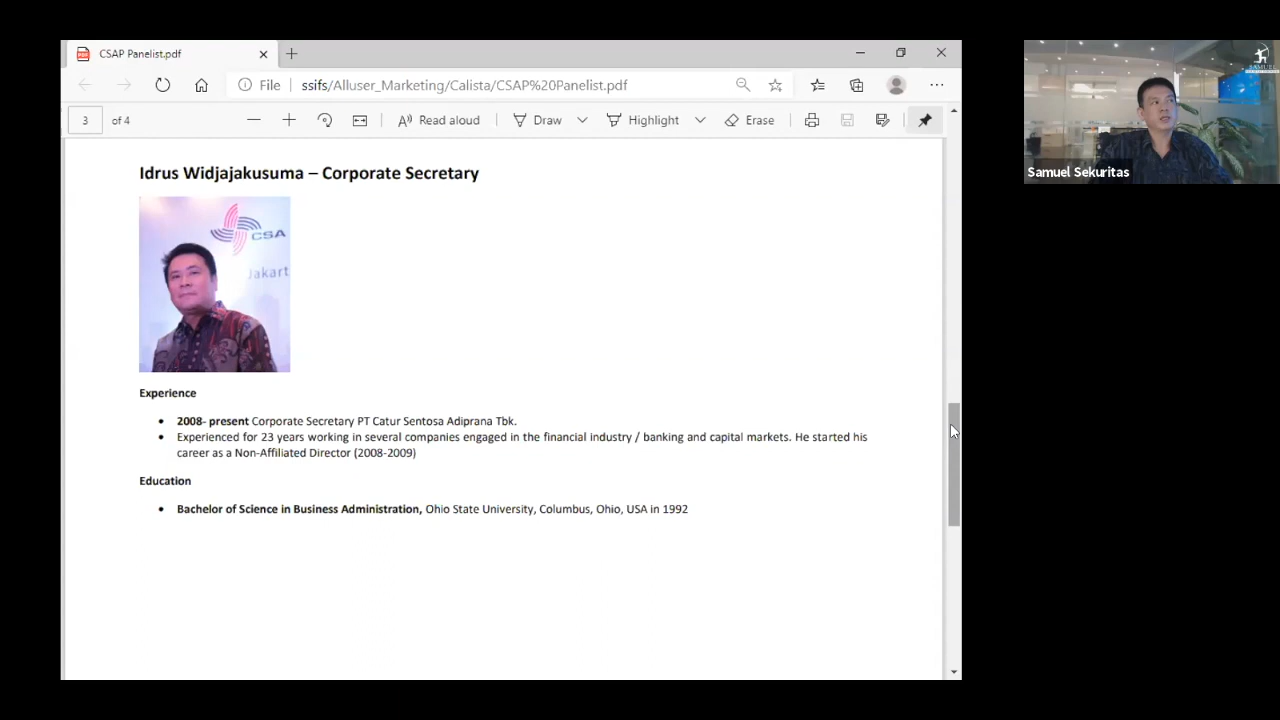 CSAP Panelist.pdf
File ssifs/Alluser_Marketing/Calista/CSAP%20Panelist.pdf
3 of 4 Read aloud Draw Highlight Erase
Idrus Widjajakusuma – Corporate Secretary
CSA
Jakart
Experience
• 2008- present Corporate Secretary PT Catur Sentosa Adiprana Tbk.
• Experienced for 23 years working in several companies engaged in the financial industry / banking and capital markets. He started his
career as a Non-Affiliated Director (2008-2009)
Education
• Bachelor of Science in Business Administration, Ohio State University, Columbus, Ohio, USA in 1992
SAMUEL
Samuel Sekuritas